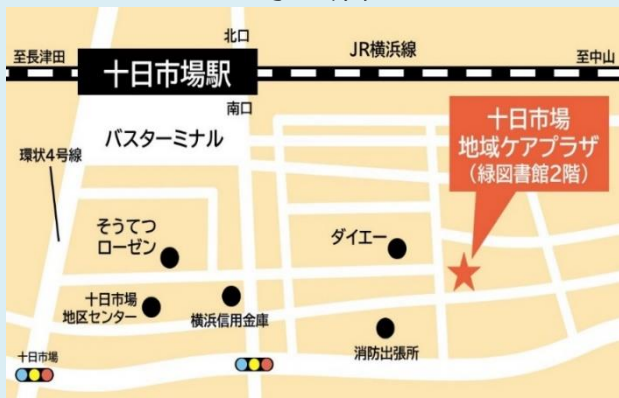 北口
至長津田
JR横浜線
至中山
十日市場駅
南口
バスターミナル
環状4号線
十日市場
地域ケアプラザ
(緑図書館2階)
そうてつ
ローゼン
ダイエー
十日市場
地区センター
横浜信用金庫
消防出張所
十日市場